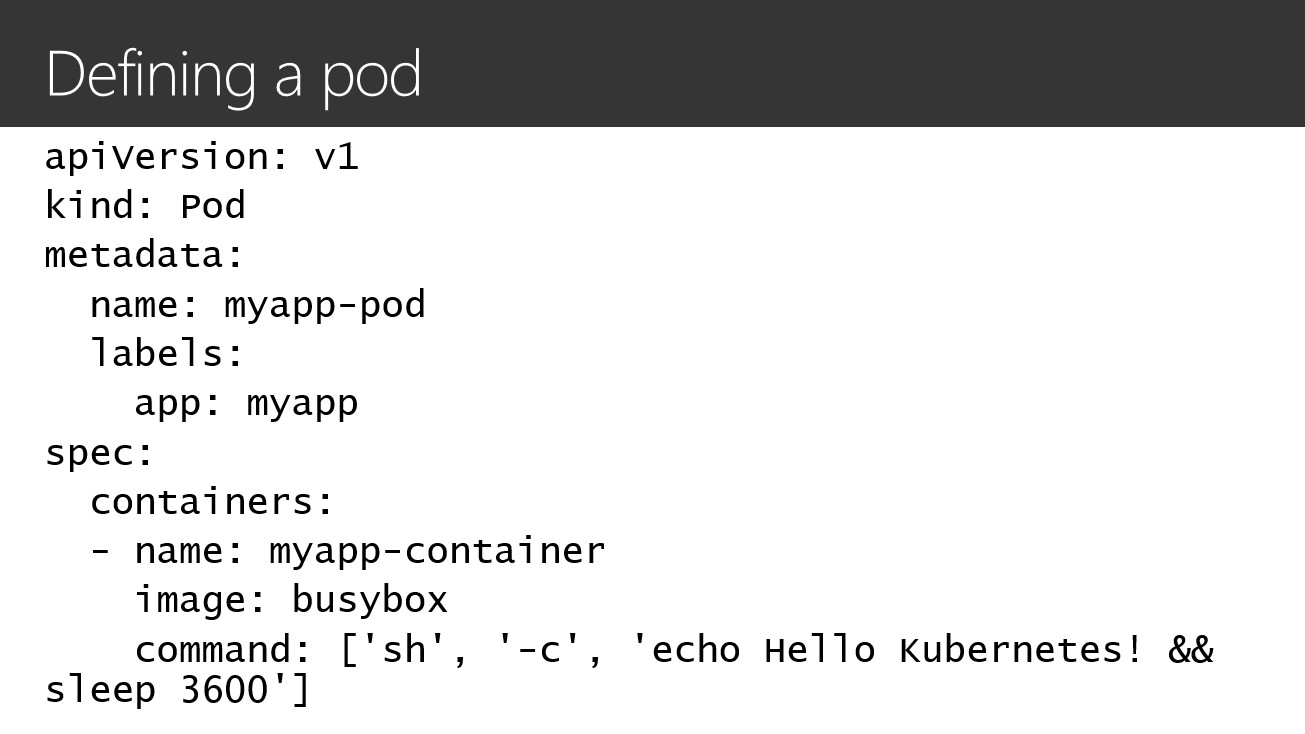 Defining a pod
apiVersion: v1
kind: Pod
metadata:
  name: myapp-pod
  labels:
    app: myapp
spec:
  containers:
  - name: myapp-container
    image: busybox
    command: ['sh', '-c', 'echo Hello Kubernetes! &&
sleep 3600']